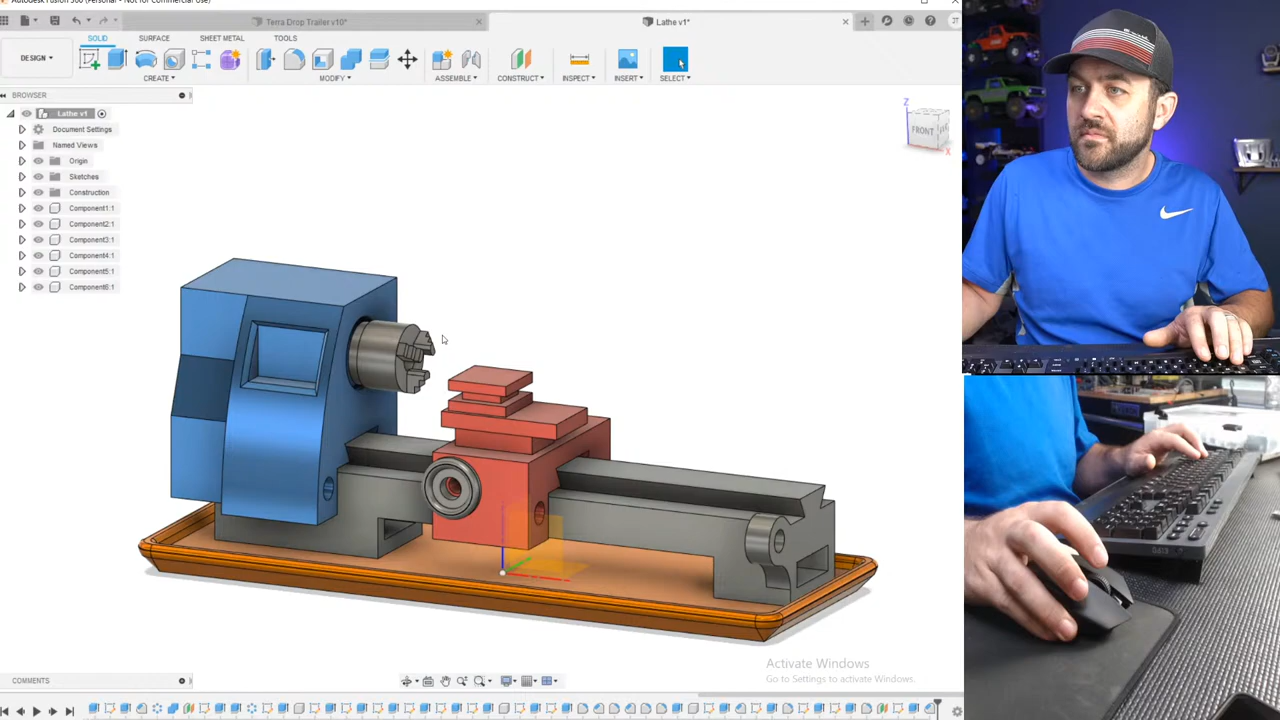 Autodesk Fusion 360 (Personal - Not for Commercial Use)
Terra Drop Trailer v10*
Lathe v1*
JT
DESIGN
SOLID
SURFACE
SHEET METAL
TOOLS
CREATE
MODIFY
ASSEMBLE
CONSTRUCT
INSPECT
INSERT
SELECT
BROWSER
Lathe v1
Document Settings
Named Views
Origin
Sketches
Construction
Component1:1
Component2:1
Component3:1
Component4:1
Component5:1
Component6:1
Z
FRONT
X
Activate Windows
Go to Settings to activate Windows.
COMMENTS